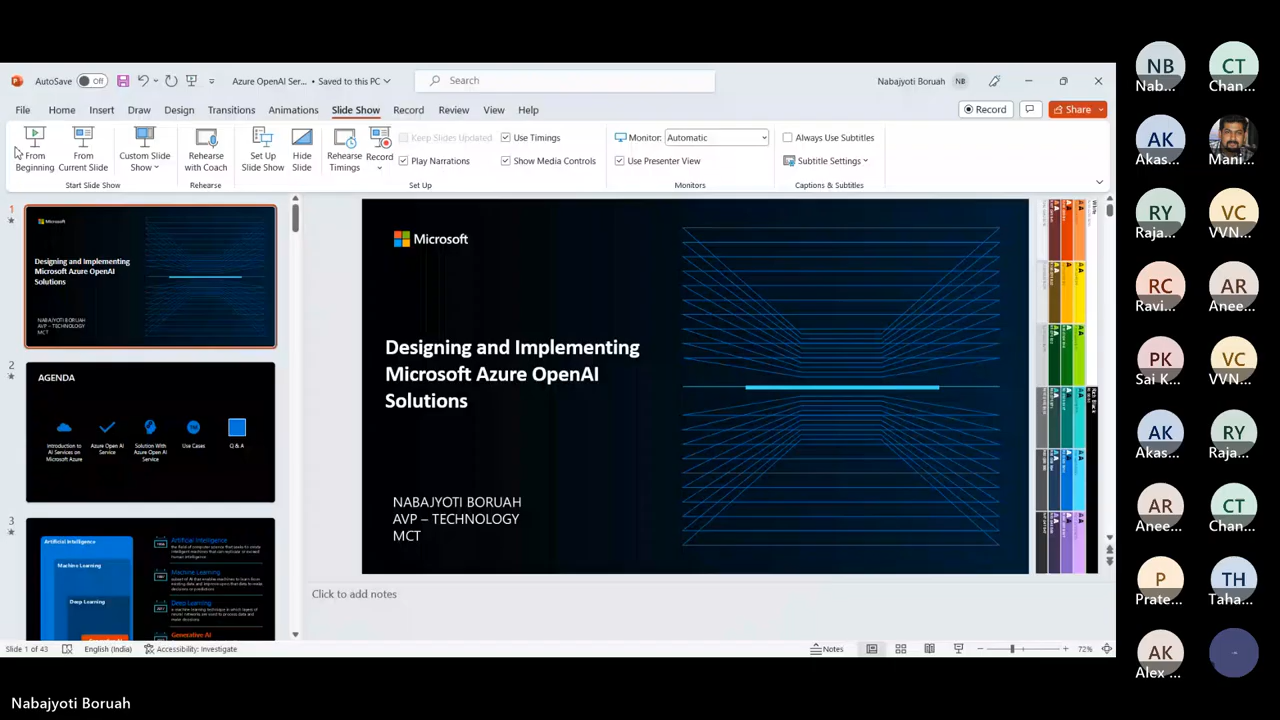 AutoSave Off Azure OpenAI Ser... • Saved to this PC Search Nabajyoti Boruah NB
File Home Insert Draw Design Transitions Animations Slide Show Record Review View Help Record Share
From Beginning
From Current Slide
Custom Slide Show
Start Slide Show
Rehearse with Coach
Rehearse
Set Up Slide Show
Hide Slide
Rehearse Timings
Record
Keep Slides Updated
Play Narrations
Use Timings
Show Media Controls
Set Up
Monitor: Automatic
Use Presenter View
Monitors
Always Use Subtitles
Subtitle Settings
Captions & Subtitles
1
Microsoft
Designing and Implementing
Microsoft Azure OpenAI
Solutions
NABAJYOTI BORUAH
AVP – TECHNOLOGY
MCT
2
AGENDA
Introduction to
AI Services on
Microsoft Azure
Azure Open AI
Service
Solution With
Azure Open AI
Service
Use Cases
Q & A
3
Artificial Intelligence
Machine Learning
Deep Learning
Artificial Intelligence
Machine Learning
Deep Learning
Generative AI
Microsoft
Designing and Implementing
Microsoft Azure OpenAI
Solutions
NABAJYOTI BORUAH
AVP – TECHNOLOGY
MCT
Click to add notes
Slide 1 of 43 English (India) Accessibility: Investigate Notes 72%
NB
Nab...
CT
Chan...
AK
Akas...
Mani...
RY
Raja...
VC
VVN...
RC
Ravi...
AR
Anee...
PK
Sai K...
VC
VVN...
AK
Akas...
RY
Raja...
AR
Anee...
CT
Chan...
P
Prate...
TH
Taha...
AK
Alex ...
Nabajyoti Boruah